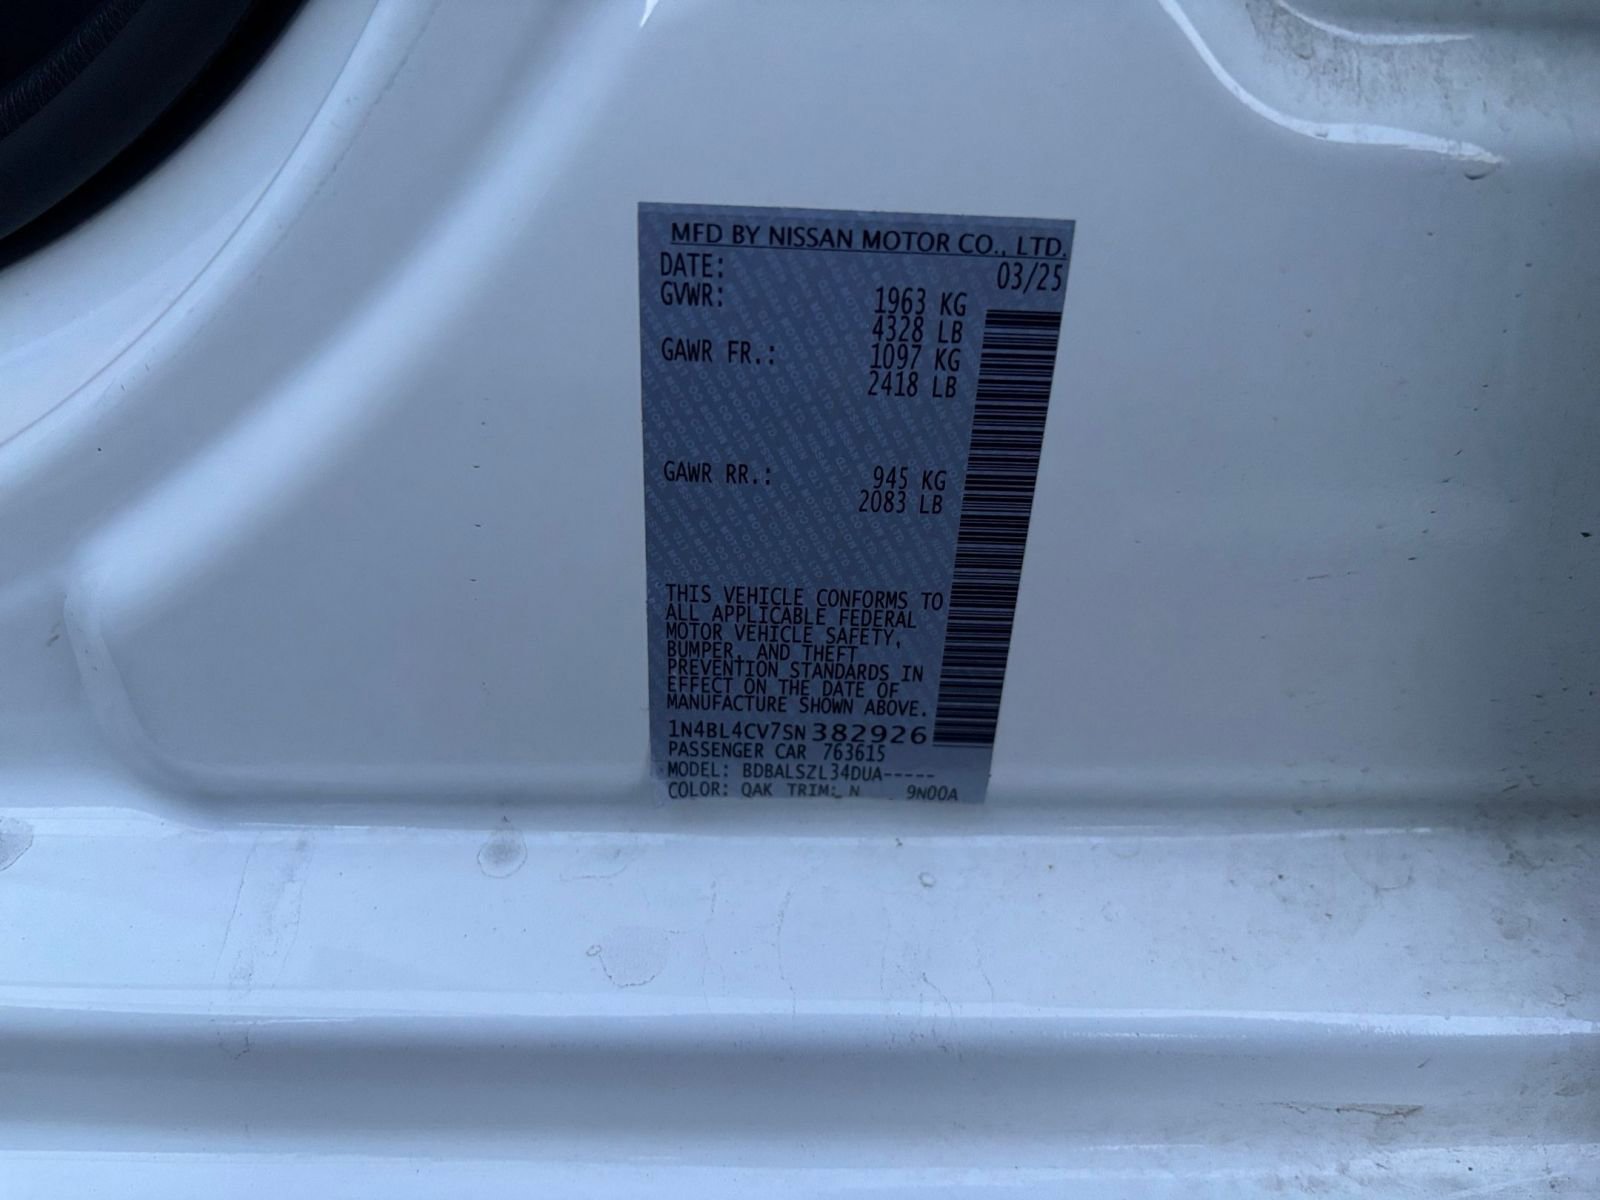 MFD BY NISSAN MOTOR CO., LTD.
DATE: 03/25
GVWR: 1963 KG
4328 LB
GAWR FR.: 1097 KG
2418 LB
GAWR RR.: 945 KG
2083 LB
THIS VEHICLE CONFORMS TO
ALL APPLICABLE FEDERAL
MOTOR VEHICLE SAFETY,
BUMPER, AND THEFT
PREVENTION STANDARDS IN
EFFECT ON THE DATE OF
MANUFACTURE SHOWN ABOVE.
1N4BL4CV7SN382926
PASSENGER CAR 763615
MODEL: BDBALSZL34DUA-----
COLOR: QAK TRIM: N 9N00A